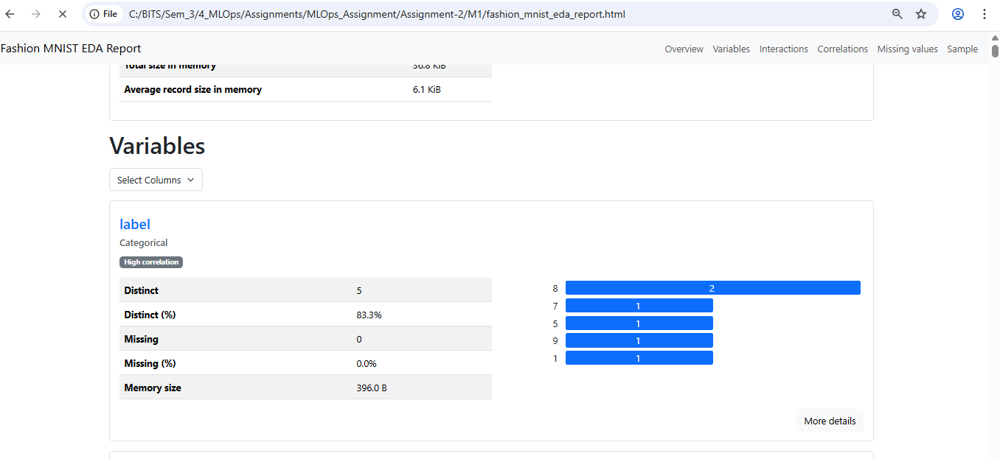 File C:/BITS/Sem_3/4_MLOps/Assignments/MLOps_Assignment/Assignment-2/M1/fashion_mnist_eda_report.html
Fashion MNIST EDA Report Overview Variables Interactions Correlations Missing values Sample
Total size in memory 36.8 KiB
Average record size in memory 6.1 KiB
Variables
Select Columns
label
Categorical
High correlation
Distinct 5
Distinct (%) 83.3%
Missing 0
Missing (%) 0.0%
Memory size 396.0 B
8 2
7 1
5 1
9 1
1 1
More details